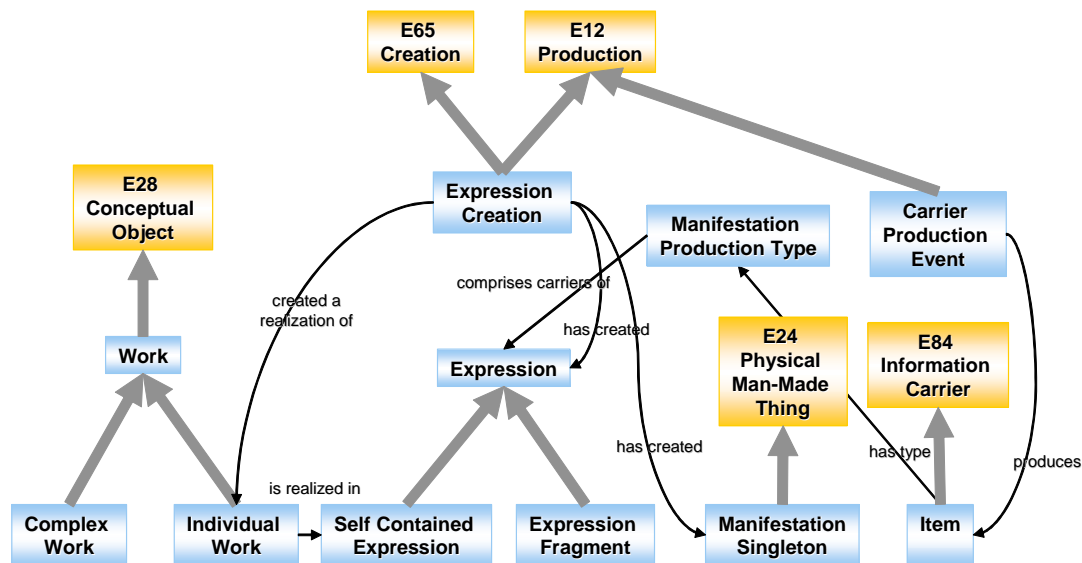 E65
Creation
E12
Production
E28
Conceptual
Object
Expression
Creation
Manifestation
Production Type
Carrier
Production
Event
comprises carriers of
created a
realization of
has created
Work
Expression
E24
Physical
Man-Made
Thing
E84
Information
Carrier
has created
has type
produces
is realized in
Complex
Work
Individual
Work
Self Contained
Expression
Expression
Fragment
Manifestation
Singleton
Item